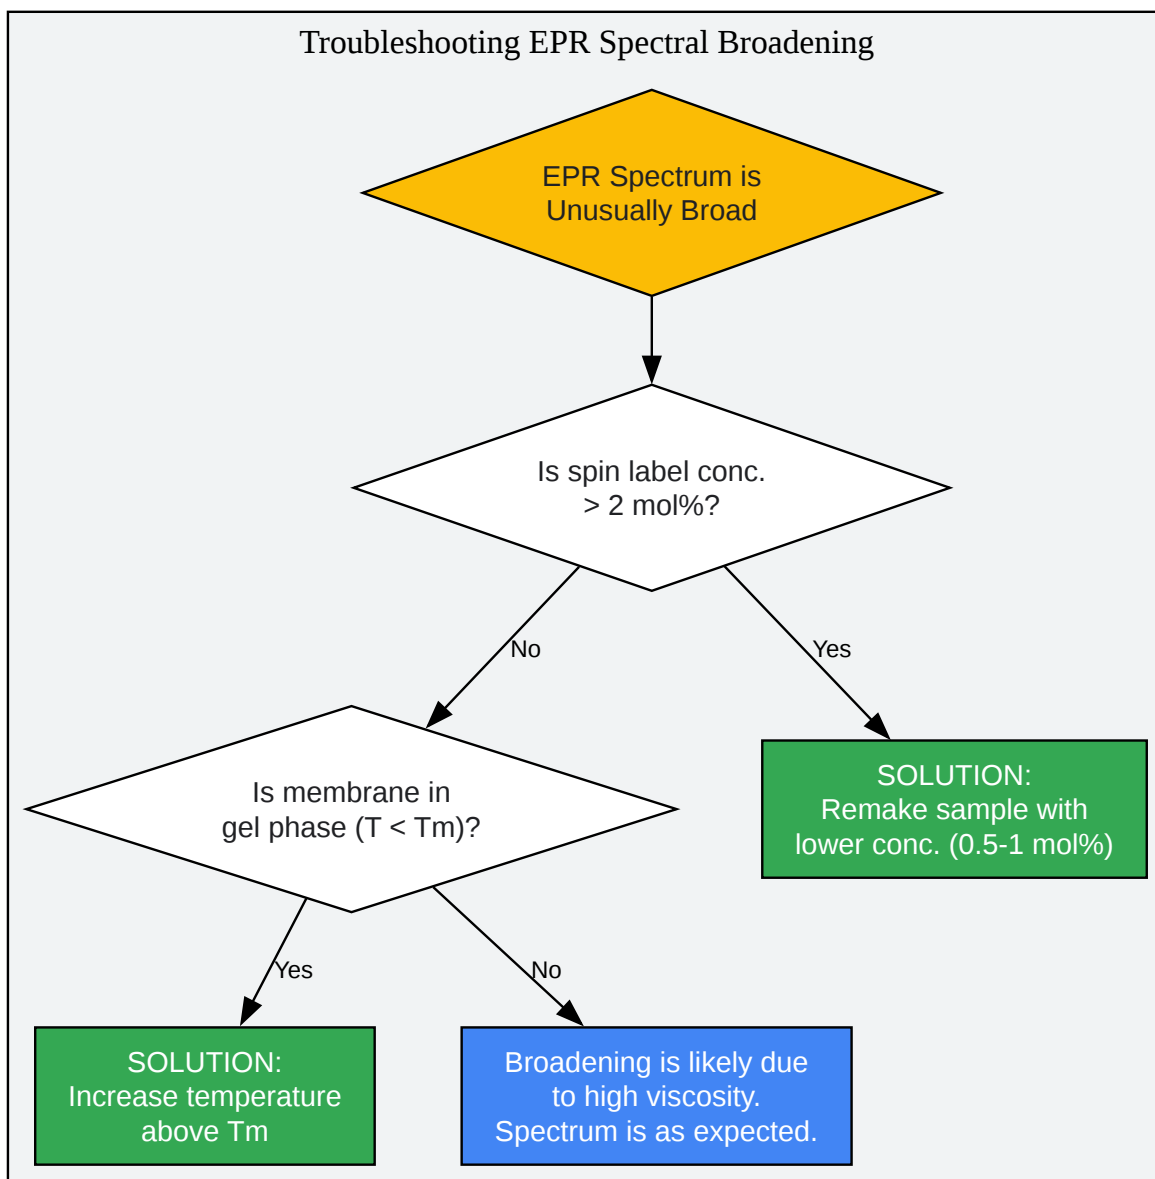 Troubleshooting EPR Spectral Broadening
EPR Spectrum is
Unusually Broad
Is spin label conc.
> 2 mol%?
No
Yes
Is membrane in
gel phase (T < Tm)?
SOLUTION:
Remake sample with
lower conc. (0.5-1 mol%)
Yes
No
SOLUTION:
Increase temperature
above Tm
Broadening is likely due
to high viscosity.
Spectrum is as expected.